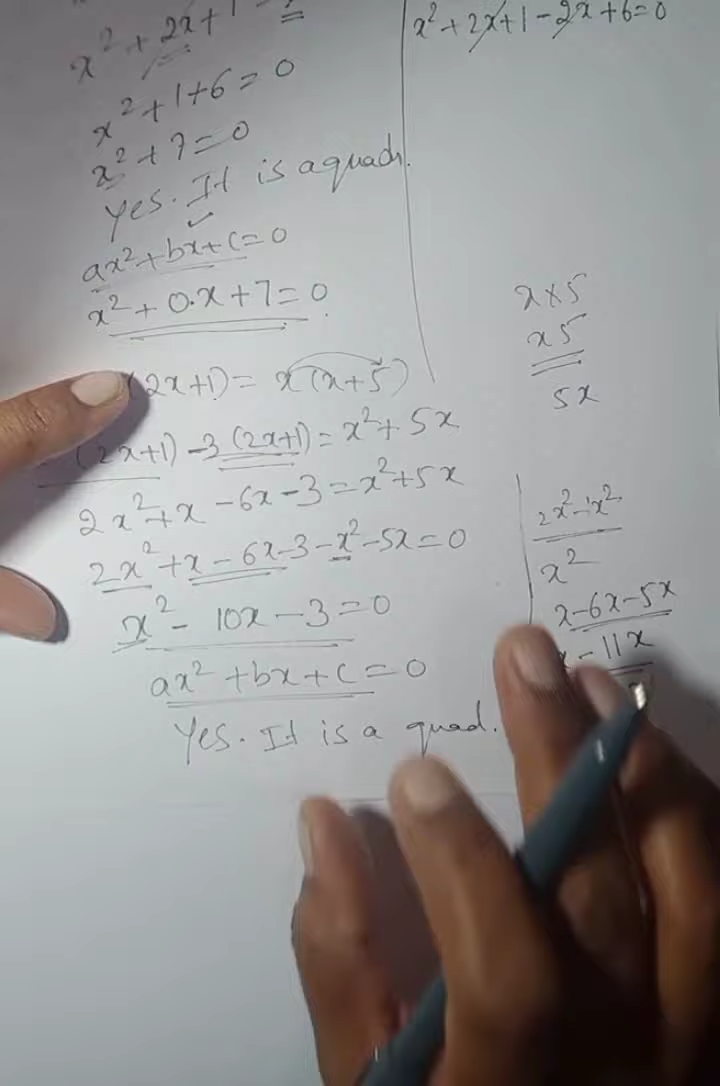 x² + 2x + 1
x² + 1 + 6 = 0
x² + 7 = 0
Yes. It is a quad.
ax² + bx + c = 0
x² + 0·x + 7 = 0
(2x+1) = x(x+5)
(2x+1) - 3(2x+1) = x² + 5x
2x² + x - 6x - 3 = x² + 5x
2x² + x - 6x - 3 - x² - 5x = 0
x² - 10x - 3 = 0
ax² + bx + c = 0
Yes. It is a quad.
x² + 2x + 1 - 2x + 6 = 0
x × 5
x5
5x
2x² - 1x²
x²
x - 6x - 5x
- 11x